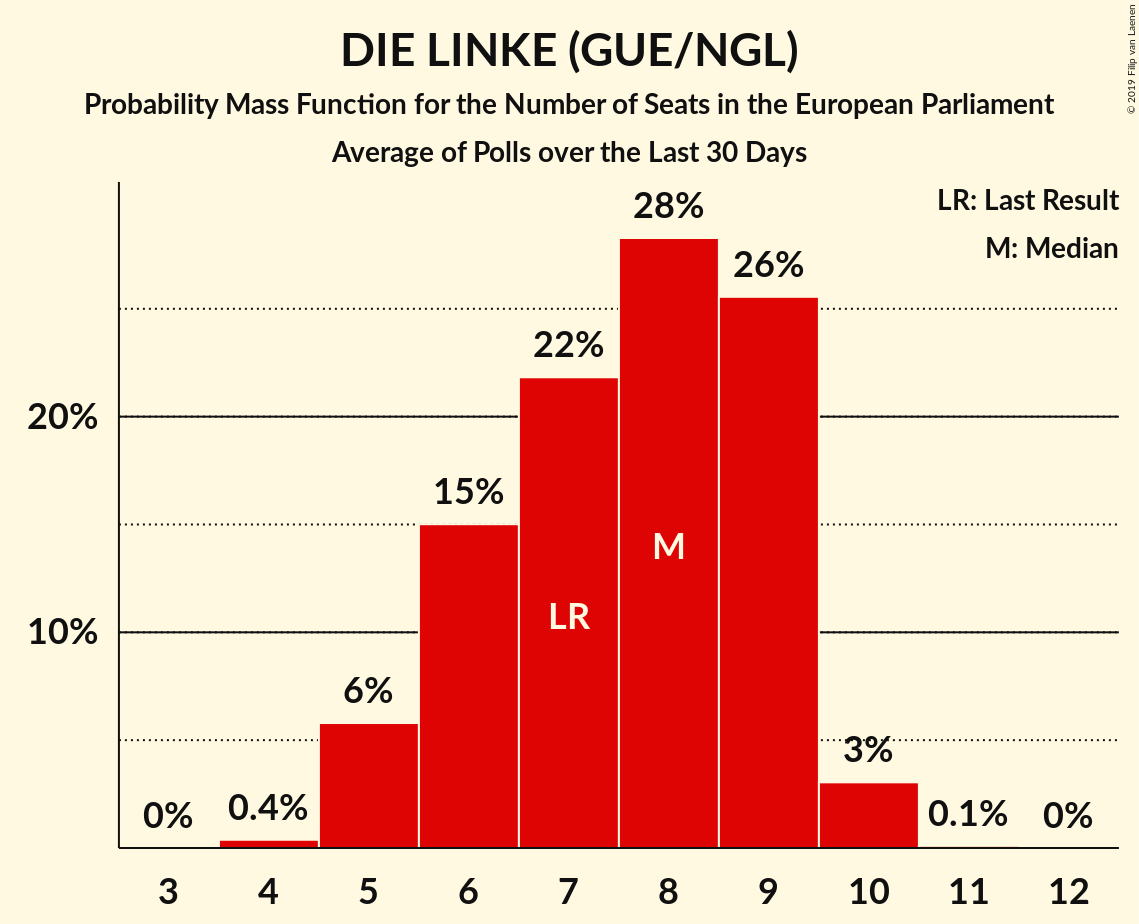 DIE LINKE (GUE/NGL)
Probability Mass Function for the Number of Seats in the European Parliament
Average of Polls over the Last 30 Days
© 2019 Filip van Laenen
LR: Last Result
M: Median
28%
26%
22%
20%
15%
M
LR
10%
6%
3%
0%
0.4%
0.1%
0%
3 4 5 6 7 8 9 10 11 12